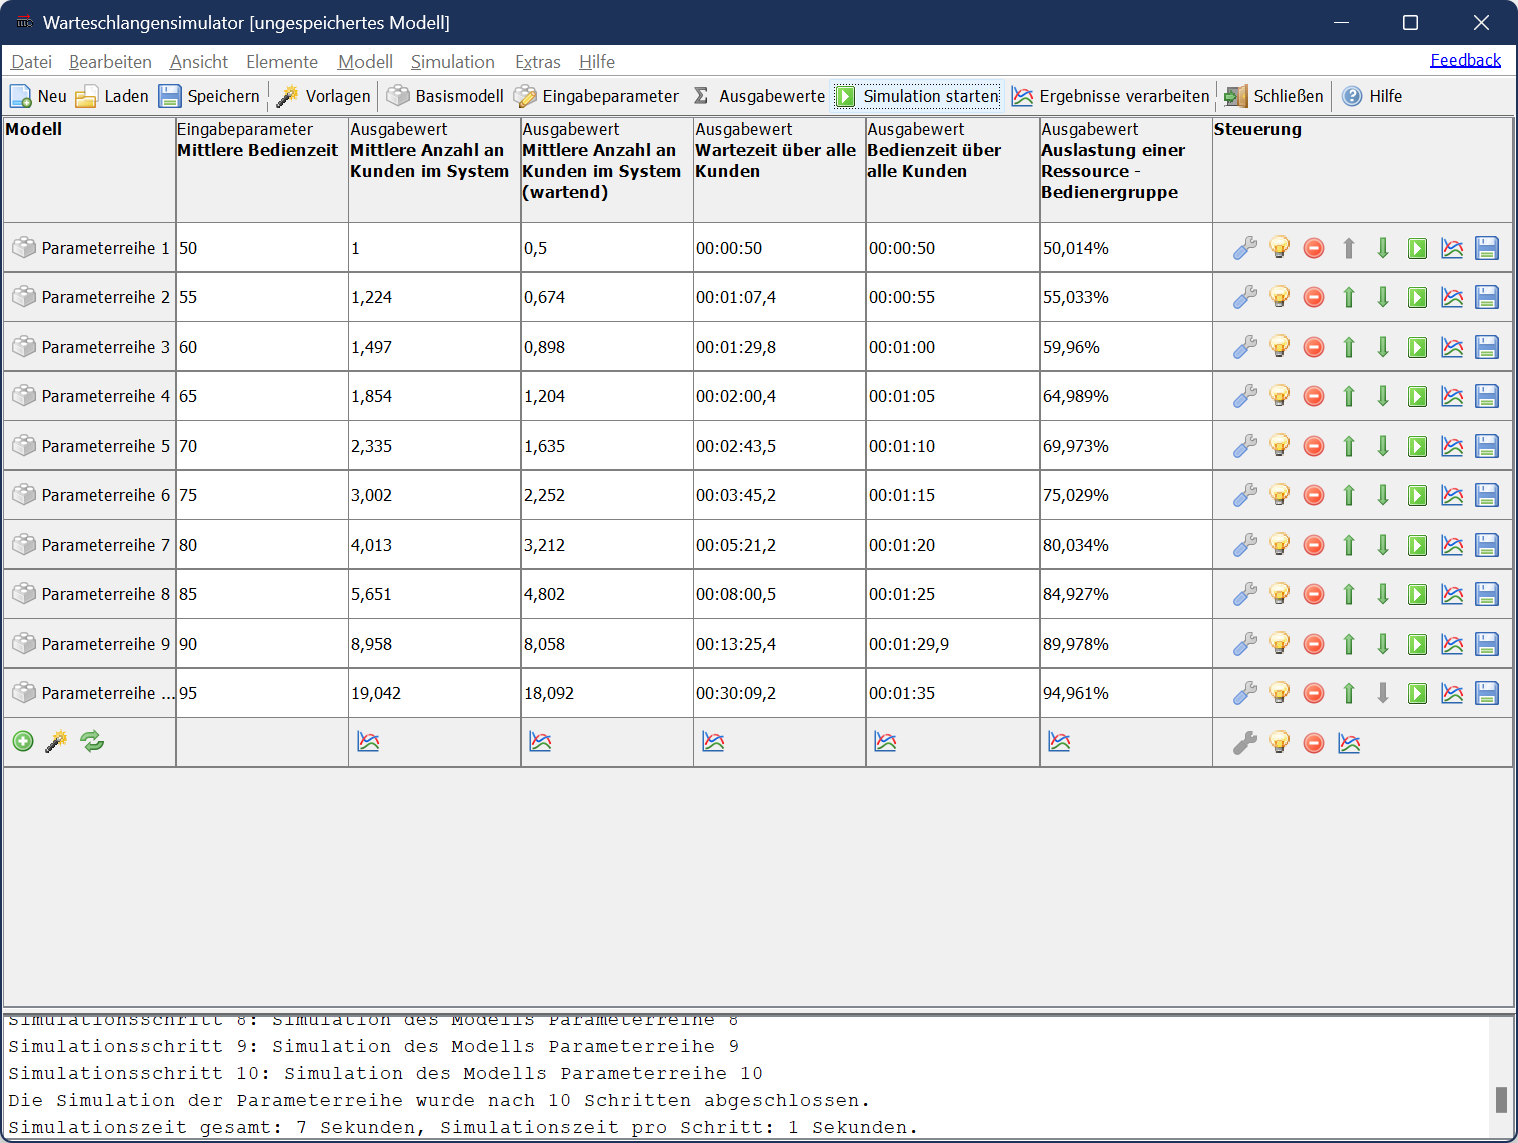 Warteschlangensimulator [ungespeichertes Modell]
Datei Bearbeiten Ansicht Elemente Modell Simulation Extras Hilfe Feedback
Neu Laden Speichern Vorlagen Basismodell Eingabeparameter Σ Ausgabewerte Simulation starten Ergebnisse verarbeiten Schließen Hilfe
Modell
Eingabeparameter
Mittlere Bedienzeit
Ausgabewert
Mittlere Anzahl an
Kunden im System
Ausgabewert
Mittlere Anzahl an
Kunden im System
(wartend)
Ausgabewert
Wartezeit über alle
Kunden
Ausgabewert
Bedienzeit über
alle Kunden
Ausgabewert
Auslastung einer
Ressource -
Bedienergruppe
Steuerung
Parameterreihe 1 50 1 0,5 00:00:50 00:00:50 50,014%
Parameterreihe 2 55 1,224 0,674 00:01:07,4 00:00:55 55,033%
Parameterreihe 3 60 1,497 0,898 00:01:29,8 00:01:00 59,96%
Parameterreihe 4 65 1,854 1,204 00:02:00,4 00:01:05 64,989%
Parameterreihe 5 70 2,335 1,635 00:02:43,5 00:01:10 69,973%
Parameterreihe 6 75 3,002 2,252 00:03:45,2 00:01:15 75,029%
Parameterreihe 7 80 4,013 3,212 00:05:21,2 00:01:20 80,034%
Parameterreihe 8 85 5,651 4,802 00:08:00,5 00:01:25 84,927%
Parameterreihe 9 90 8,958 8,058 00:13:25,4 00:01:29,9 89,978%
Parameterreihe ... 95 19,042 18,092 00:30:09,2 00:01:35 94,961%
Simulationsschritt 8: Simulation des Modells Parameterreihe 8
Simulationsschritt 9: Simulation des Modells Parameterreihe 9
Simulationsschritt 10: Simulation des Modells Parameterreihe 10
Die Simulation der Parameterreihe wurde nach 10 Schritten abgeschlossen.
Simulationszeit gesamt: 7 Sekunden, Simulationszeit pro Schritt: 1 Sekunden.